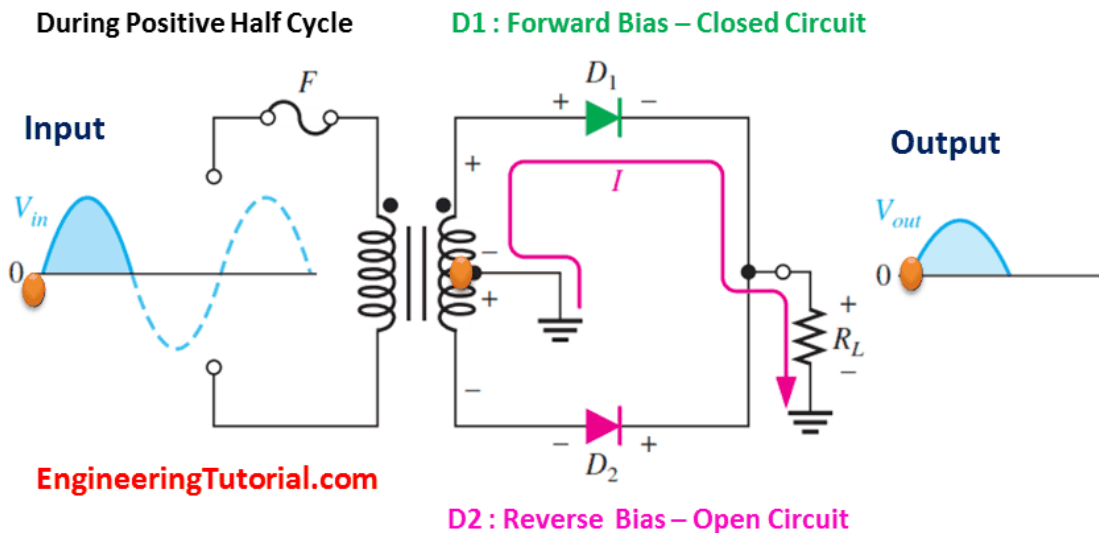 During Positive Half Cycle
D1 : Forward Bias – Closed Circuit
F
D1
+ −
Input
Output
+
I
Vin
Vout
−
0
0
+
+
RL
−
−
− +
D2
EngineeringTutorial.com
D2 : Reverse Bias – Open Circuit